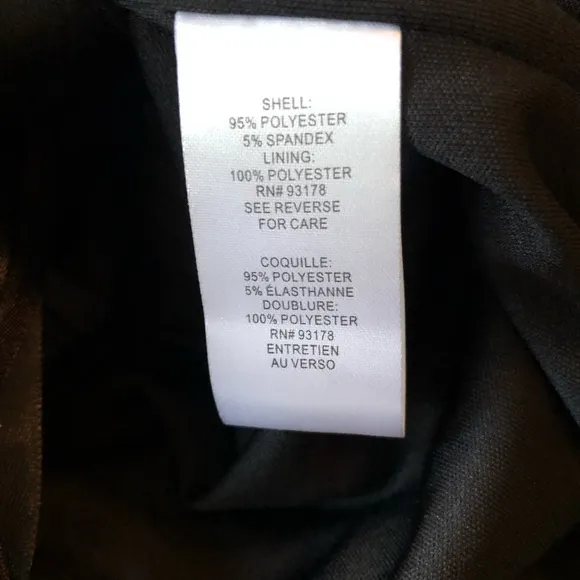 SHELL:
95% POLYESTER
5% SPANDEX
LINING:
100% POLYESTER
RN# 93178
SEE REVERSE
FOR CARE
COQUILLE:
95% POLYESTER
5% ÉLASTHANNE
DOUBLURE:
100% POLYESTER
RN# 93178
ENTRETIEN
AU VERSO